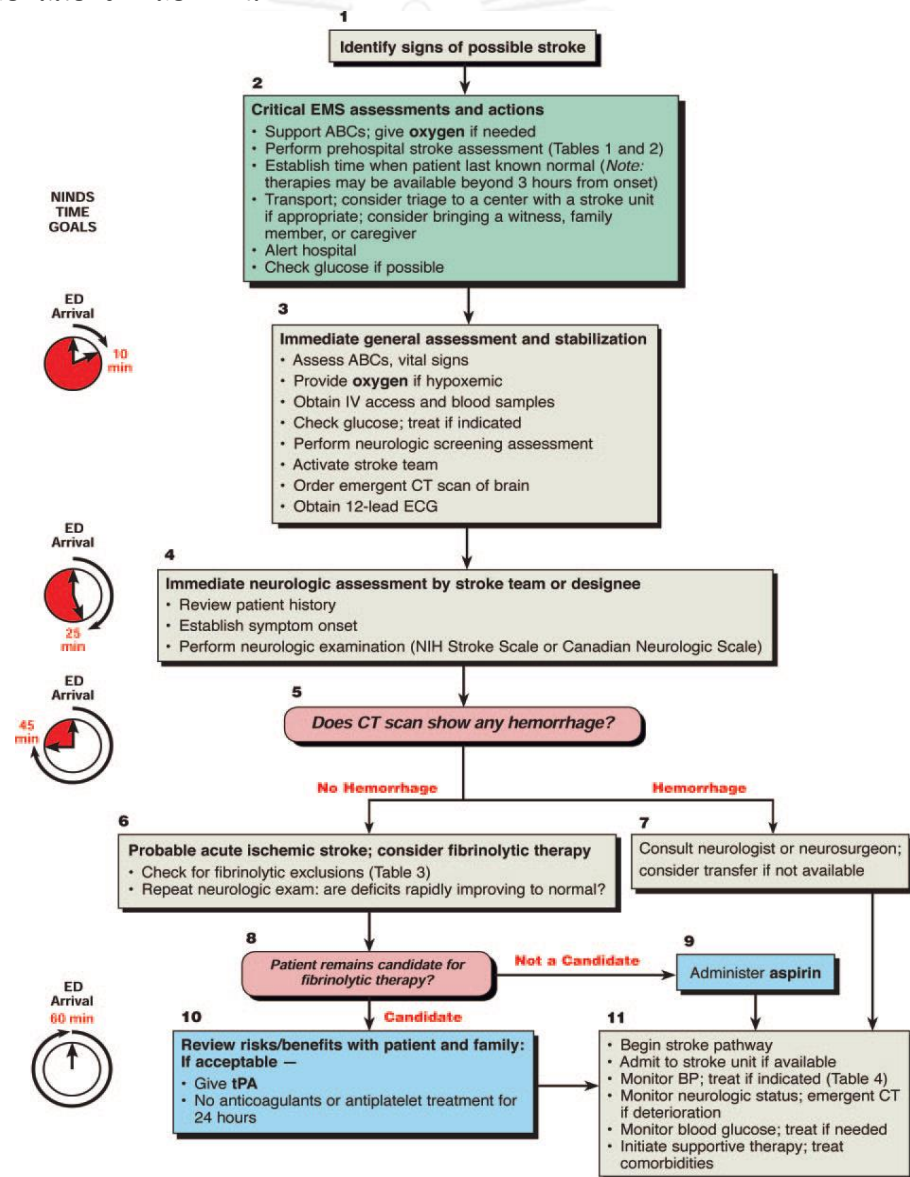 1
Identify signs of possible stroke
2
Critical EMS assessments and actions
• Support ABCs; give oxygen if needed
• Perform prehospital stroke assessment (Tables 1 and 2)
• Establish time when patient last known normal (Note:
therapies may be available beyond 3 hours from onset)
• Transport; consider triage to a center with a stroke unit
if appropriate; consider bringing a witness, family
member, or caregiver
• Alert hospital
• Check glucose if possible
NINDS
TIME
GOALS
ED
Arrival
10
min
3
Immediate general assessment and stabilization
• Assess ABCs, vital signs
• Provide oxygen if hypoxemic
• Obtain IV access and blood samples
• Check glucose; treat if indicated
• Perform neurologic screening assessment
• Activate stroke team
• Order emergent CT scan of brain
• Obtain 12-lead ECG
ED
Arrival
25
min
4
Immediate neurologic assessment by stroke team or designee
• Review patient history
• Establish symptom onset
• Perform neurologic examination (NIH Stroke Scale or Canadian Neurologic Scale)
ED
Arrival
45
min
5
Does CT scan show any hemorrhage?
No Hemorrhage
Hemorrhage
6
Probable acute ischemic stroke; consider fibrinolytic therapy
• Check for fibrinolytic exclusions (Table 3)
• Repeat neurologic exam: are deficits rapidly improving to normal?
7
Consult neurologist or neurosurgeon;
consider transfer if not available
8
Patient remains candidate for
fibrinolytic therapy?
Not a Candidate
9
Administer aspirin
Candidate
ED
Arrival
60 min
10
Review risks/benefits with patient and family:
If acceptable —
• Give tPA
• No anticoagulants or antiplatelet treatment for
24 hours
11
• Begin stroke pathway
• Admit to stroke unit if available
• Monitor BP; treat if indicated (Table 4)
• Monitor neurologic status; emergent CT
if deterioration
• Monitor blood glucose; treat if needed
• Initiate supportive therapy; treat
comorbidities